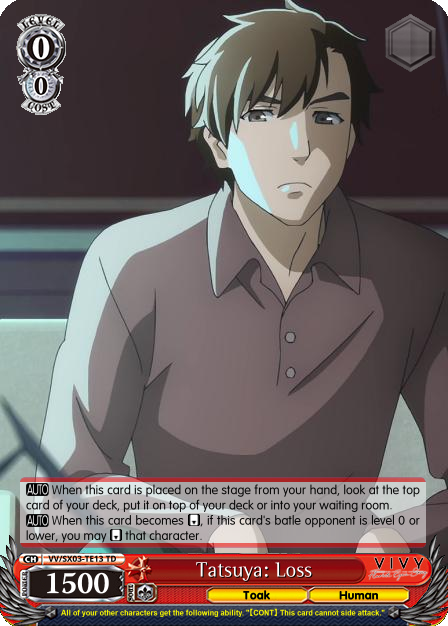 LEVEL
0
0
COST
AUTO When this card is placed on the stage from your hand, look at the top
card of your deck, put it on top of your deck or into your waiting room.
AUTO When this card becomes [ ], if this card's batle opponent is level 0 or
lower, you may [ ] that character.
CH VV/SX03-TE13 TD
POWER 1500 SOUL
Tatsuya: Loss
VIVY
Toak Human
All of your other characters get the following ability. "【CONT】 This card cannot side attack."